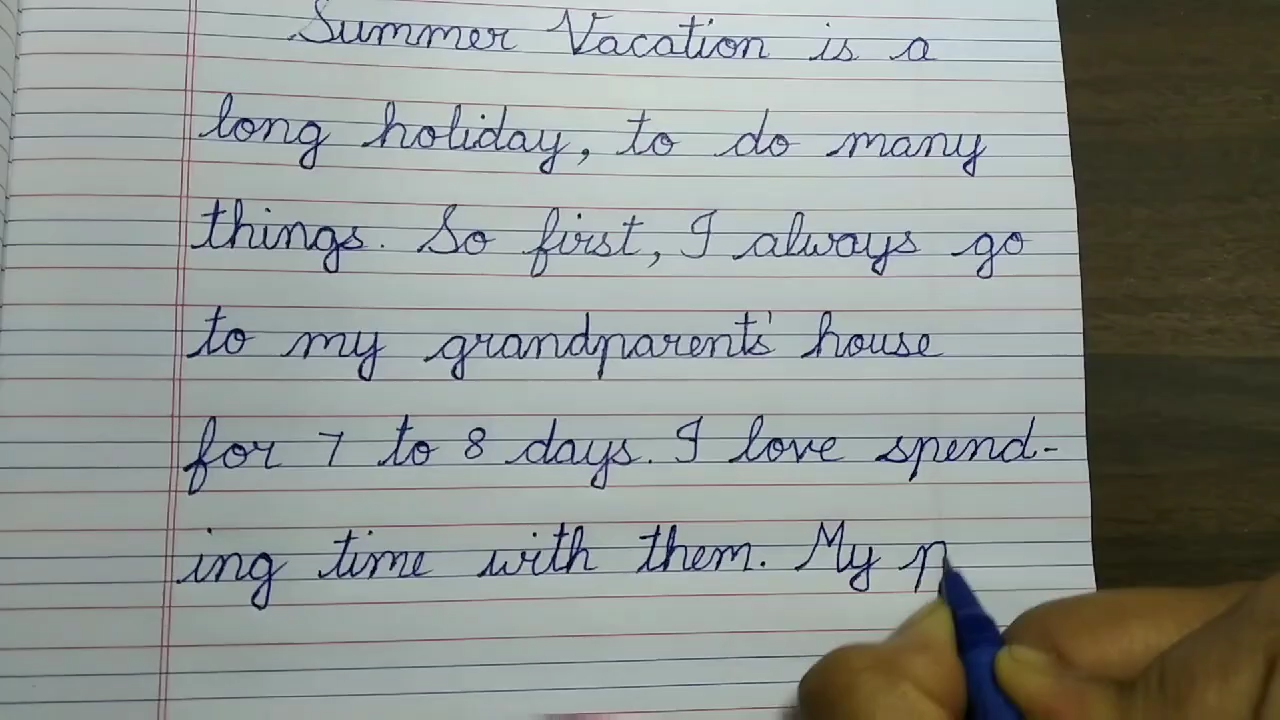 Summer Vacation is a
long holiday, to do many
things. So first, I always go
to my grandparents' house
for 7 to 8 days. I love spend-
ing time with them. My